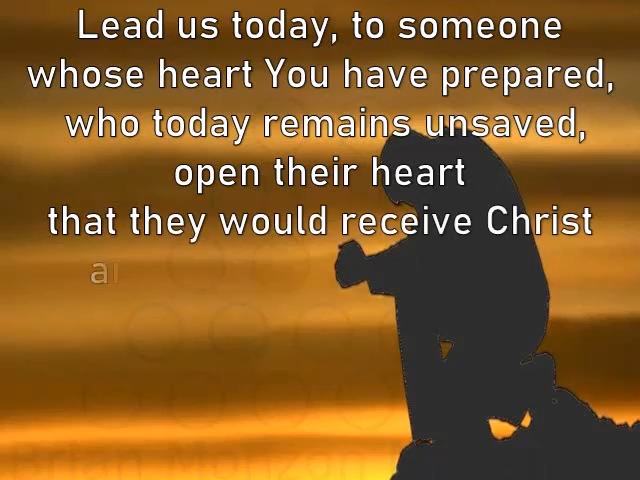 Lead us today, to someone
whose heart You have prepared,
who today remains unsaved,
open their heart
that they would receive Christ